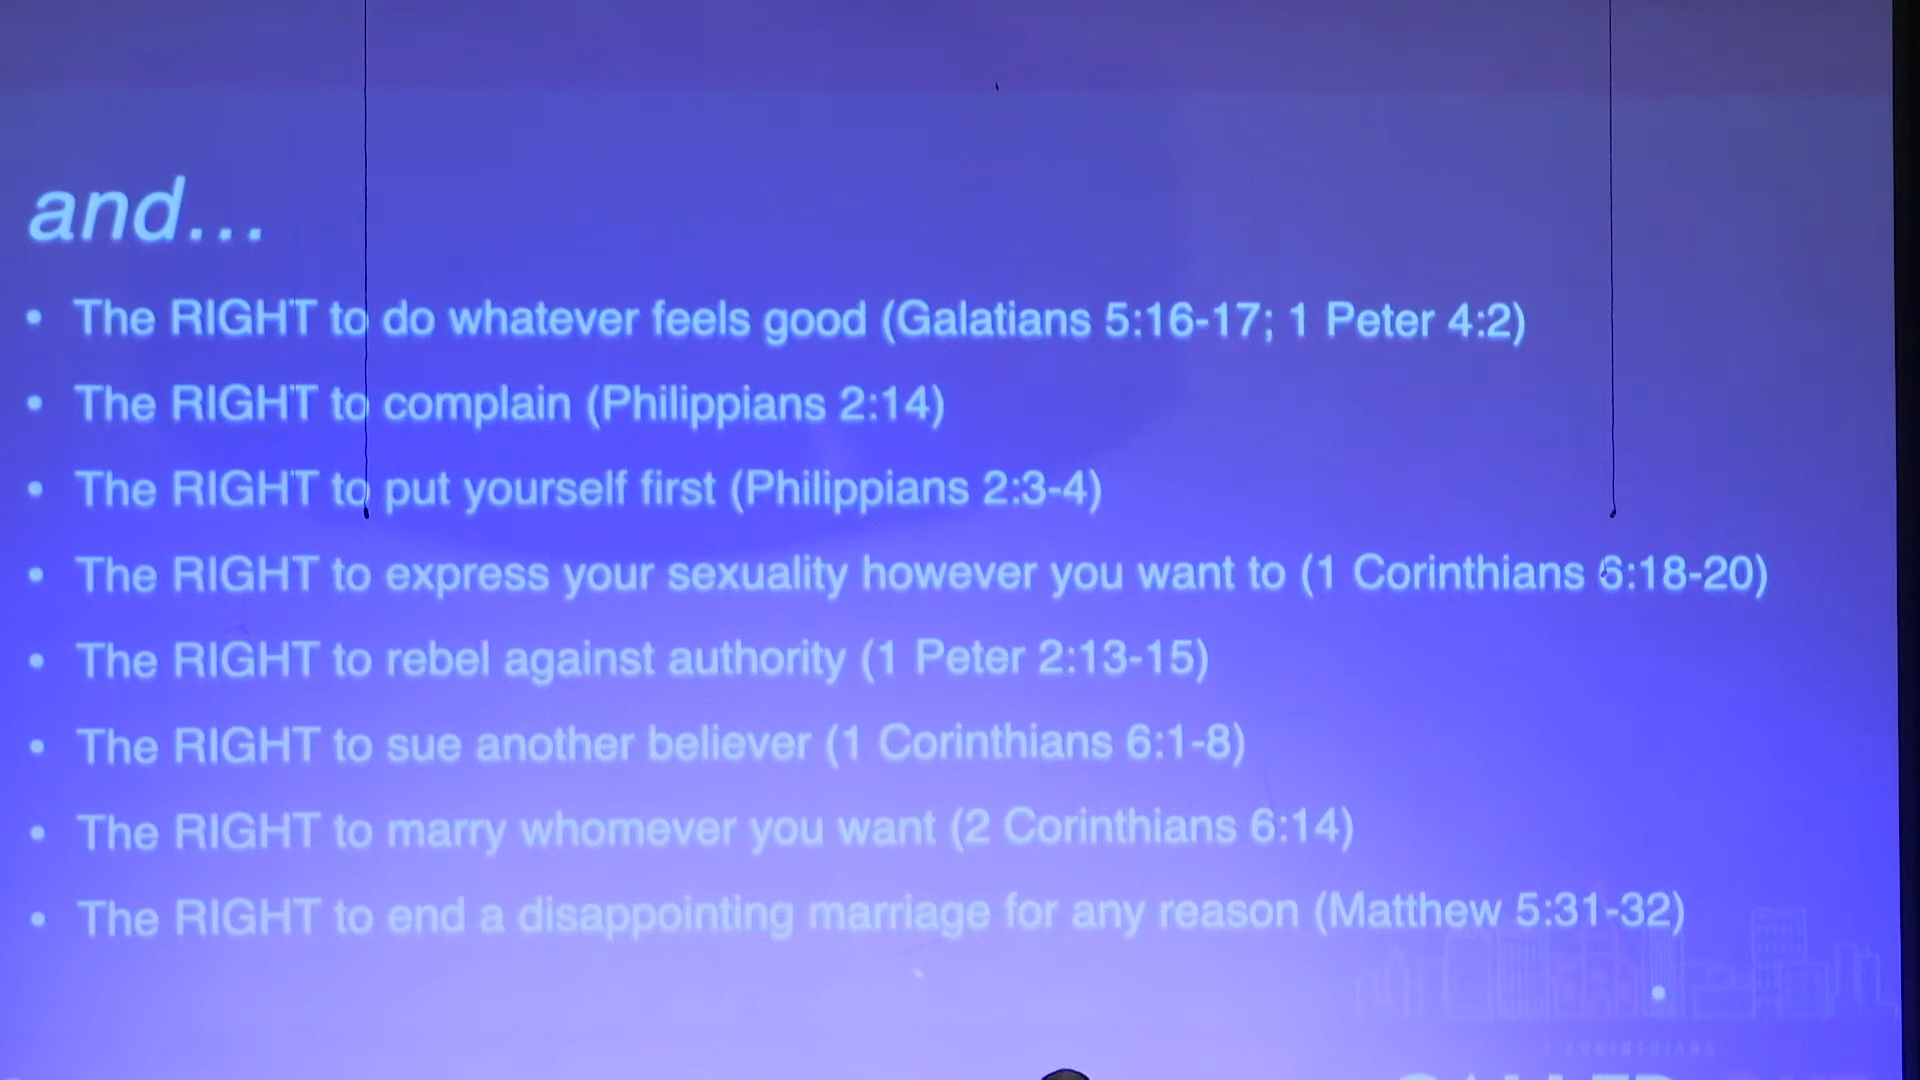 and...
• The RIGHT to do whatever feels good (Galatians 5:16-17; 1 Peter 4:2)
• The RIGHT to complain (Philippians 2:14)
• The RIGHT to put yourself first (Philippians 2:3-4)
• The RIGHT to express your sexuality however you want to (1 Corinthians 6:18-20)
• The RIGHT to rebel against authority (1 Peter 2:13-15)
• The RIGHT to sue another believer (1 Corinthians 6:1-8)
• The RIGHT to marry whomever you want (2 Corinthians 6:14)
• The RIGHT to end a disappointing marriage for any reason (Matthew 5:31-32)
CORINTHIANS